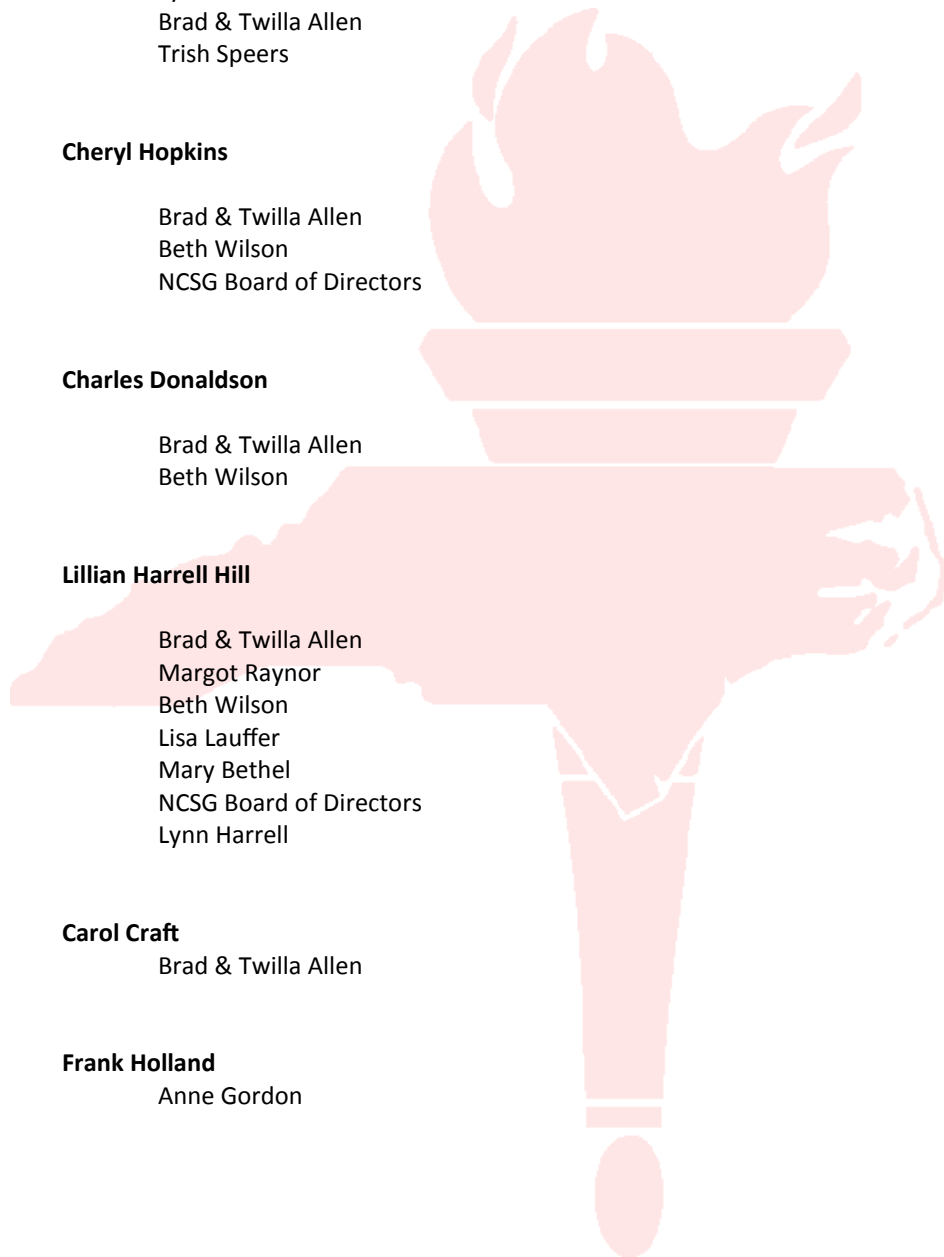 Brad & Twilla Allen
Trish Speers
Cheryl Hopkins
Brad & Twilla Allen
Beth Wilson
NCSG Board of Directors
Charles Donaldson
Brad & Twilla Allen
Beth Wilson
Lillian Harrell Hill
Brad & Twilla Allen
Margot Raynor
Beth Wilson
Lisa Lauffer
Mary Bethel
NCSG Board of Directors
Lynn Harrell
Carol Craft
Brad & Twilla Allen
Frank Holland
Anne Gordon